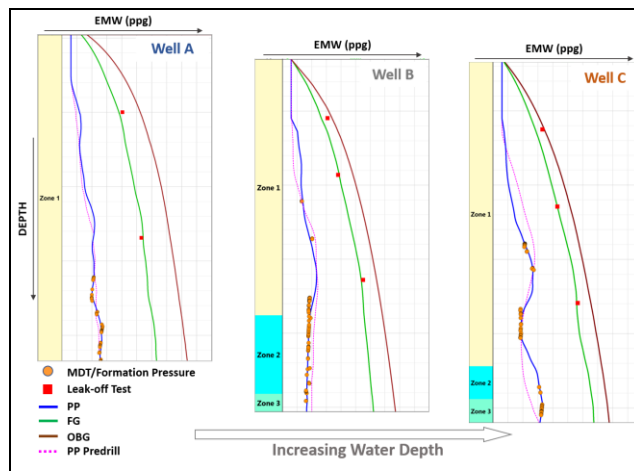 EMW (ppg)
Well A
DEPTH
Zone 1
EMW (ppg)
Well B
Zone 1
Zone 2
Zone 3
EMW (ppg)
Well C
Zone 1
Zone 2
Zone 3
MDT/Formation Pressure
Leak-off Test
PP
FG
OBG
PP Predrill
Increasing Water Depth